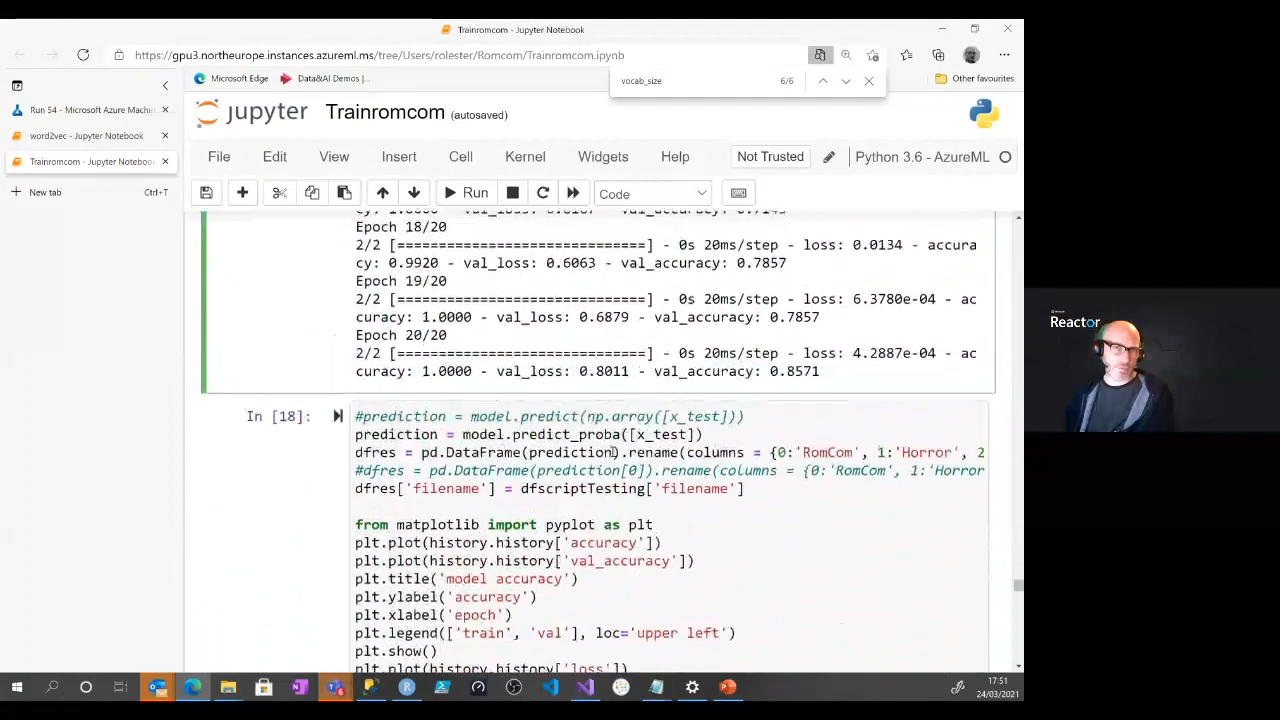 Trainromcom - Jupyter Notebook
https://gpu3.northeurope.instances.azureml.ms/tree/Users/rolester/Romcom/Trainromcom.ipynb
Microsoft Edge
Data&AI Demos |...
Other favourites
vocab_size
6/6
Run 54 - Microsoft Azure Machi
word2vec - Jupyter Notebook
Trainromcom - Jupyter Noteboo
New tab
Ctrl+T
jupyter
Trainromcom (autosaved)
File Edit View Insert Cell Kernel Widgets Help
Not Trusted
Python 3.6 - AzureML
Run
Code
Epoch 18/20
2/2 [==============================] - 0s 20ms/step - loss: 0.0134 - accura
cy: 0.9920 - val_loss: 0.6063 - val_accuracy: 0.7857
Epoch 19/20
2/2 [==============================] - 0s 20ms/step - loss: 6.3780e-04 - ac
curacy: 1.0000 - val_loss: 0.6879 - val_accuracy: 0.7857
Epoch 20/20
2/2 [==============================] - 0s 20ms/step - loss: 4.2887e-04 - ac
curacy: 1.0000 - val_loss: 0.8011 - val_accuracy: 0.8571
In [18]:
#prediction = model.predict(np.array([x_test]))
prediction = model.predict_proba([x_test])
dfres = pd.DataFrame(prediction).rename(columns = {0:'RomCom', 1:'Horror', 2
#dfres = pd.DataFrame(prediction[0]).rename(columns = {0:'RomCom', 1:'Horror
dfres['filename'] = dfscriptTesting['filename']
from matplotlib import pyplot as plt
plt.plot(history.history['accuracy'])
plt.plot(history.history['val_accuracy'])
plt.title('model accuracy')
plt.ylabel('accuracy')
plt.xlabel('epoch')
plt.legend(['train', 'val'], loc='upper left')
plt.show()
plt.plot(history.history['loss'])
Reactor
17:51
24/03/2021